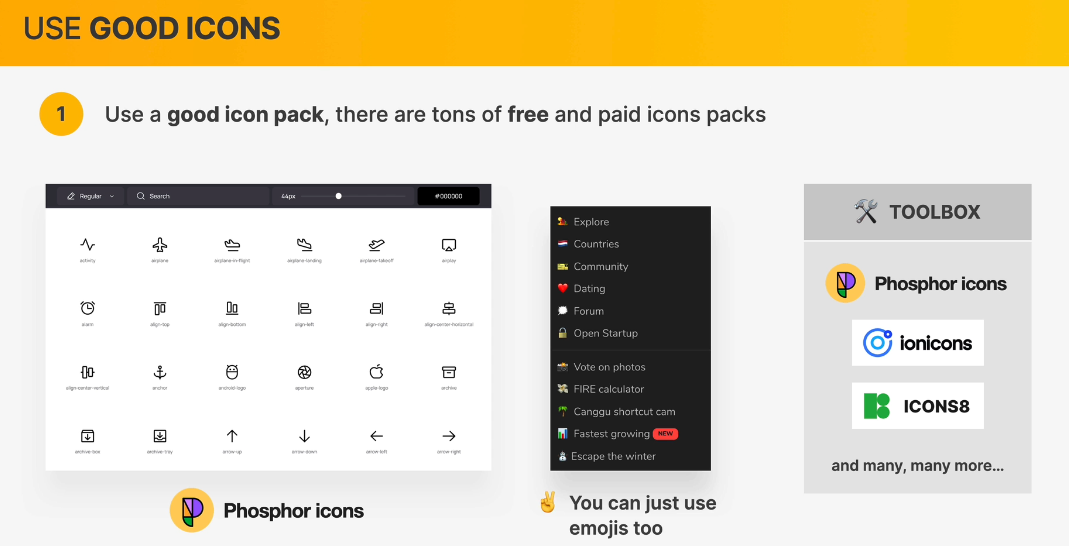 USE GOOD ICONS
1
Use a good icon pack, there are tons of free and paid icons packs
Regular
Search
44px
#000000
activity
airplane
airplane-in-flight
airplane-landing
airplane-takeoff
airplay
alarm
align-top
align-bottom
align-left
align-right
align-center-horizontal
align-center-vertical
anchor
android-logo
aperture
apple-logo
archive
archive-box
archive-tray
arrow-up
arrow-down
arrow-left
arrow-right
Phosphor icons
Explore
Countries
Community
Dating
Forum
Open Startup
Vote on photos
FIRE calculator
Canggu shortcut cam
Fastest growing NEW
Escape the winter
You can just use
emojis too
TOOLBOX
Phosphor icons
ionicons
ICONS8
and many, many more...